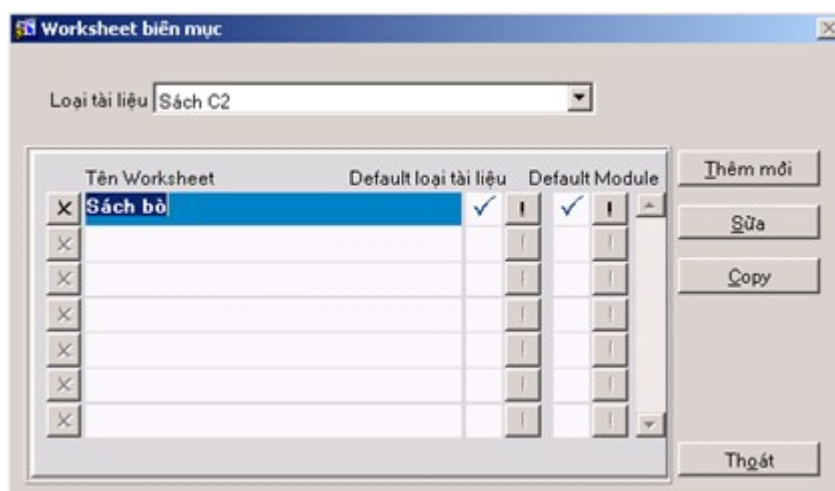 Worksheet biên mục
Loại tài liệu Sách C2
Tên Worksheet Default loại tài liệu Default Module
Sách bò
Thêm mới
Sửa
Copy
Thoát